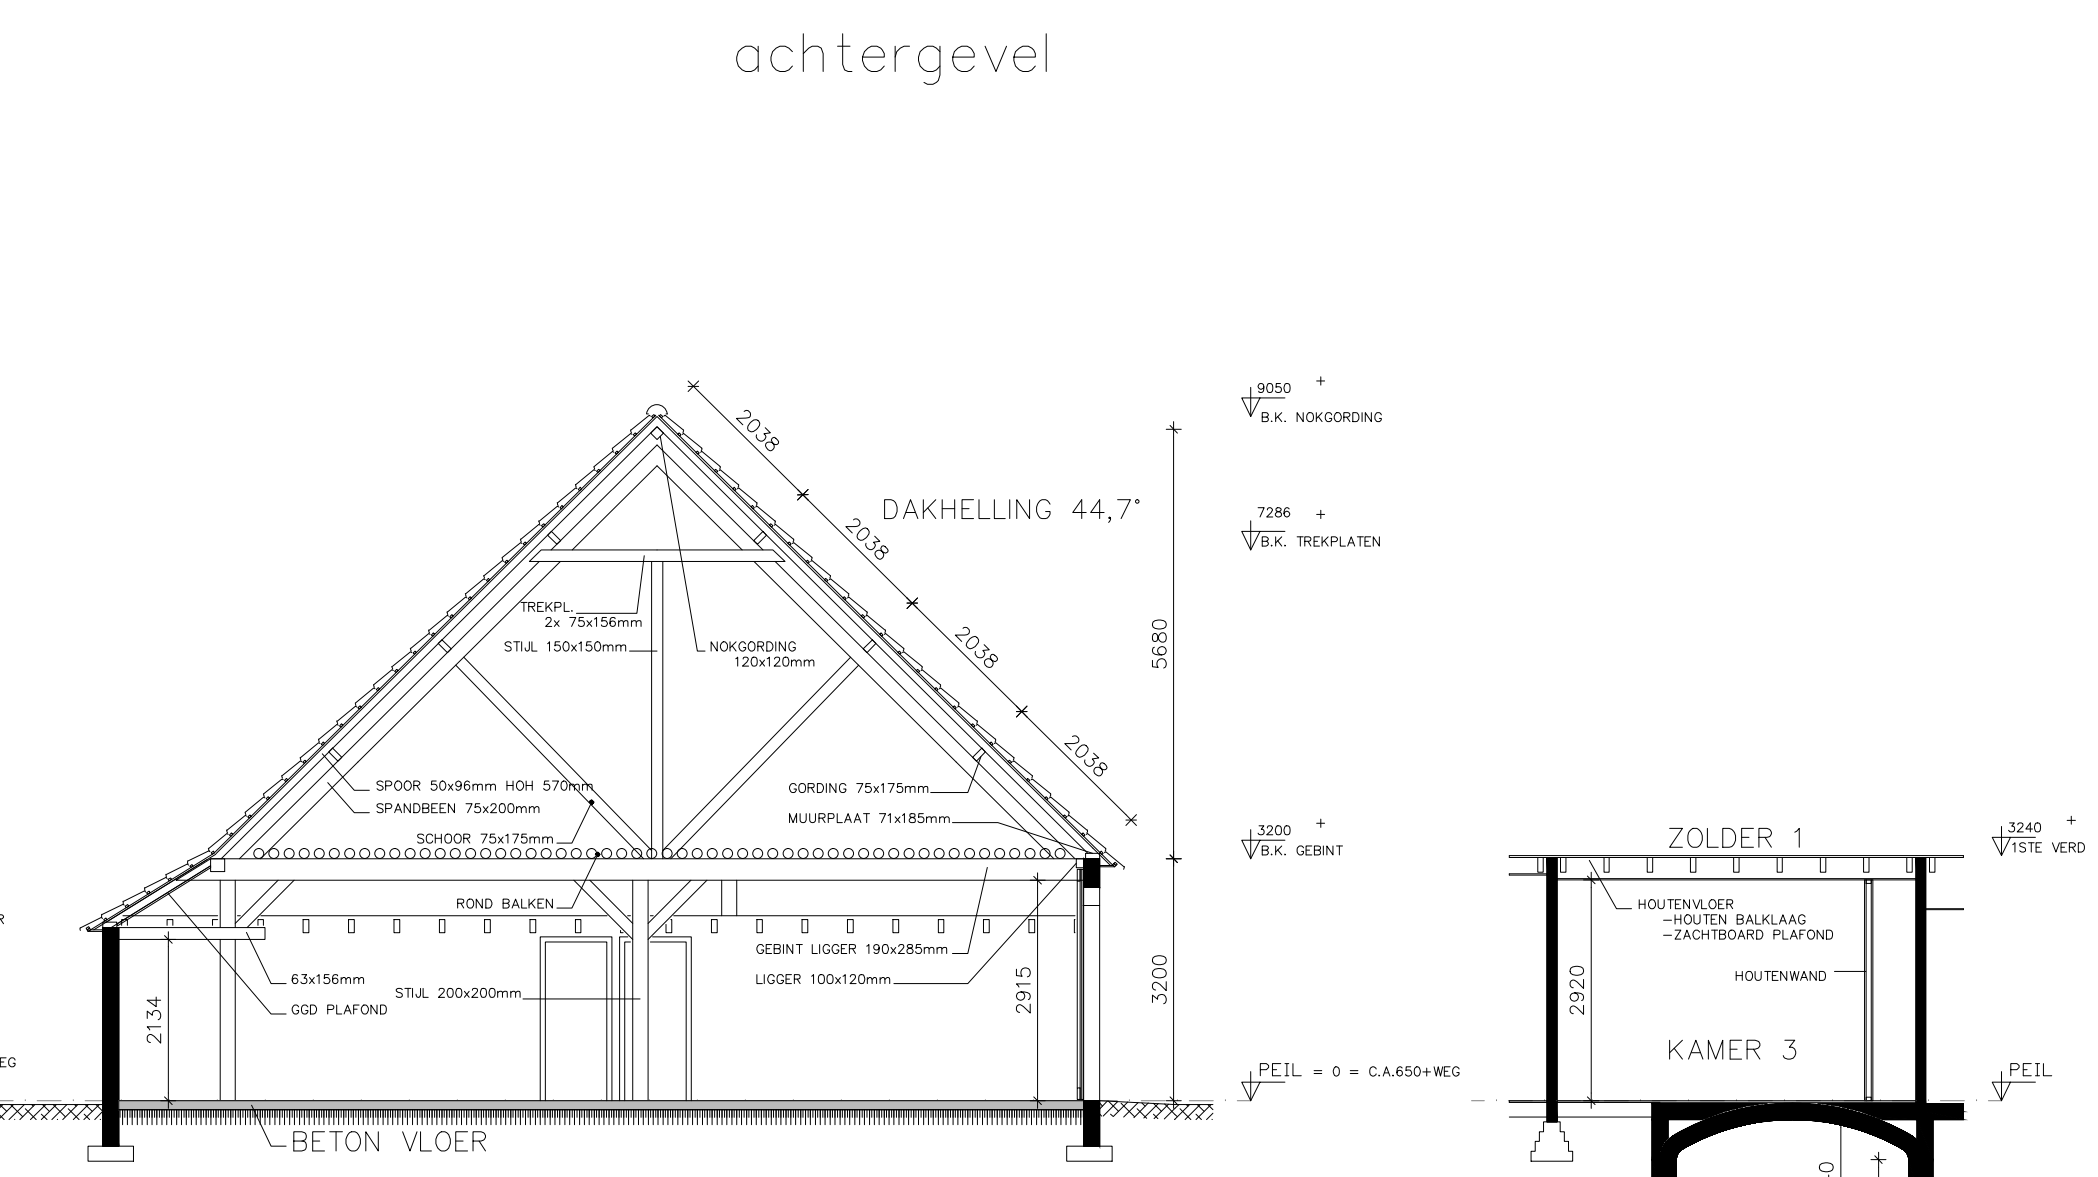 achtergevel
9050 +
B.K. NOKGORDING
2038
DAKHELLING 44,7°
7286 +
B.K. TREKPLATEN
2038
TREKPL.
2x 75x156mm
STIJL 150x150mm
NOKGORDING
120x120mm
2038
5680
2038
SPOOR 50x96mm HOH 570mm
SPANDBEEN 75x200mm
SCHOOR 75x175mm
GORDING 75x175mm
MUURPLAAT 71x185mm
3200 +
B.K. GEBINT
ROND BALKEN
GEBINT LIGGER 190x285mm
LIGGER 100x120mm
63x156mm
STIJL 200x200mm
GGD PLAFOND
2134
2915
3200
EG
PEIL = 0 = C.A.650+WEG
BETON VLOER
ZOLDER 1
3240 +
1STE VERD
HOUTENVLOER
-HOUTEN BALKLAAG
-ZACHTBOARD PLAFOND
HOUTENWAND
2920
KAMER 3
PEIL